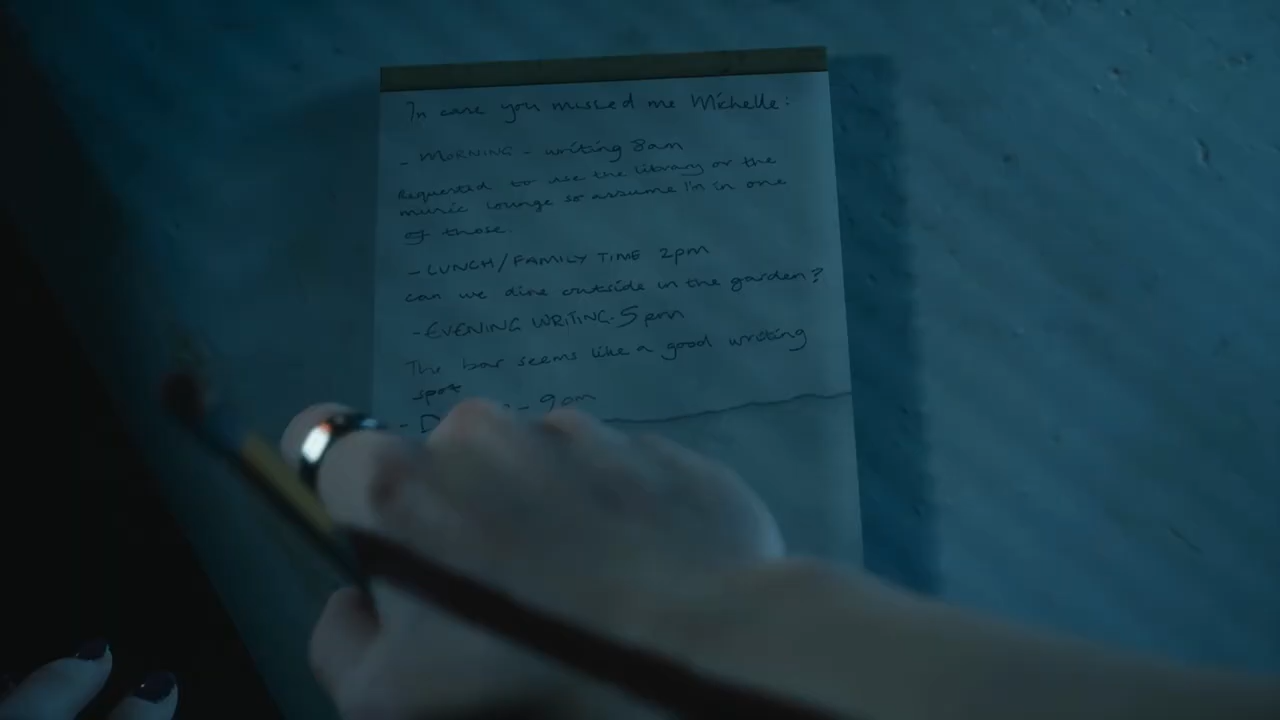 In case you missed me Michelle:
- MORNING - writing 8am
Requested to use the library or the
music lounge so assume I'm in one
of those.
- LUNCH/FAMILY TIME 2pm
can we dine outside in the garden?
- EVENING WRITING - 5pm
The bar seems like a good writing
spot
- 9am